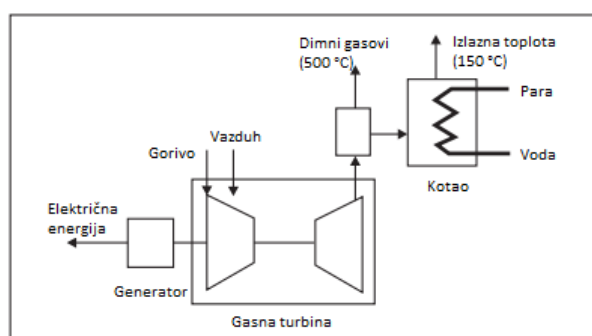 Dimni gasovi
(500 °C)
Izlazna toplota
(150 °C)
Para
Vazduh
Gorivo
Voda
Kotao
Električna
energija
Generator
Gasna turbina